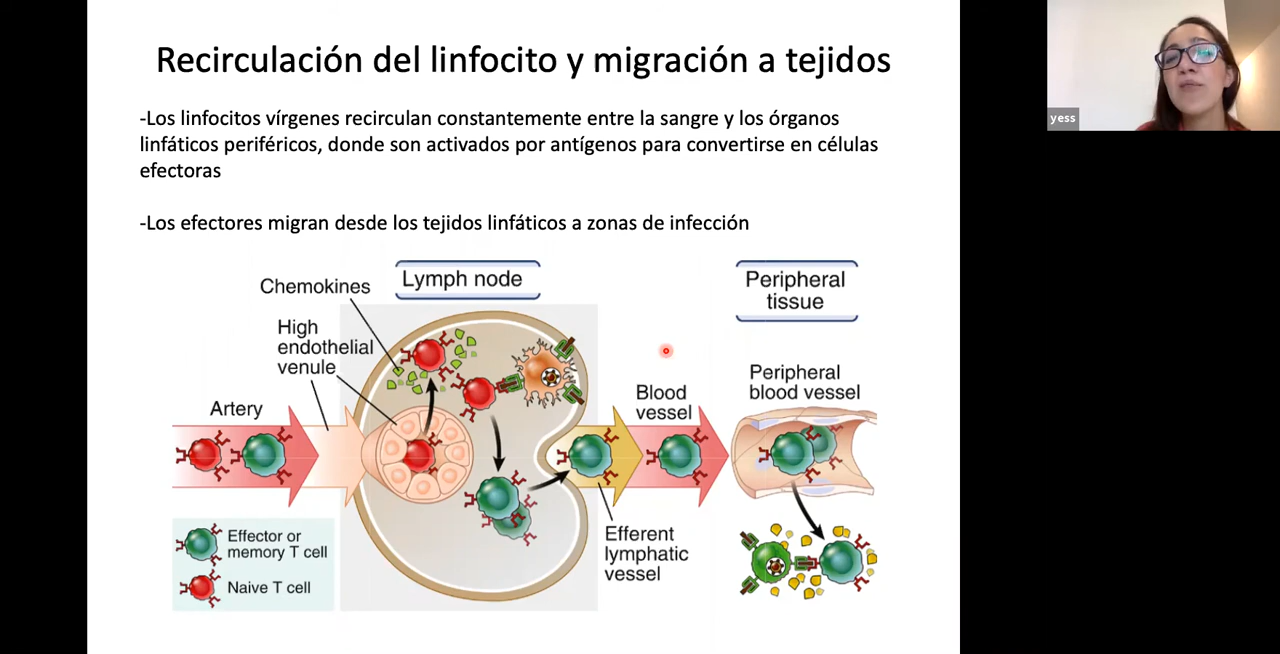 Recirculación del linfocito y migración a tejidos
-Los linfocitos vírgenes recirculan constantemente entre la sangre y los órganos
linfáticos periféricos, donde son activados por antígenos para convertirse en células
efectoras
-Los efectores migran desde los tejidos linfáticos a zonas de infección
Chemokines
Lymph node
Peripheral
tissue
High
endothelial
venule
Artery
Blood
vessel
Peripheral
blood vessel
Efferent
lymphatic
vessel
Effector or
memory T cell
Naive T cell
yess